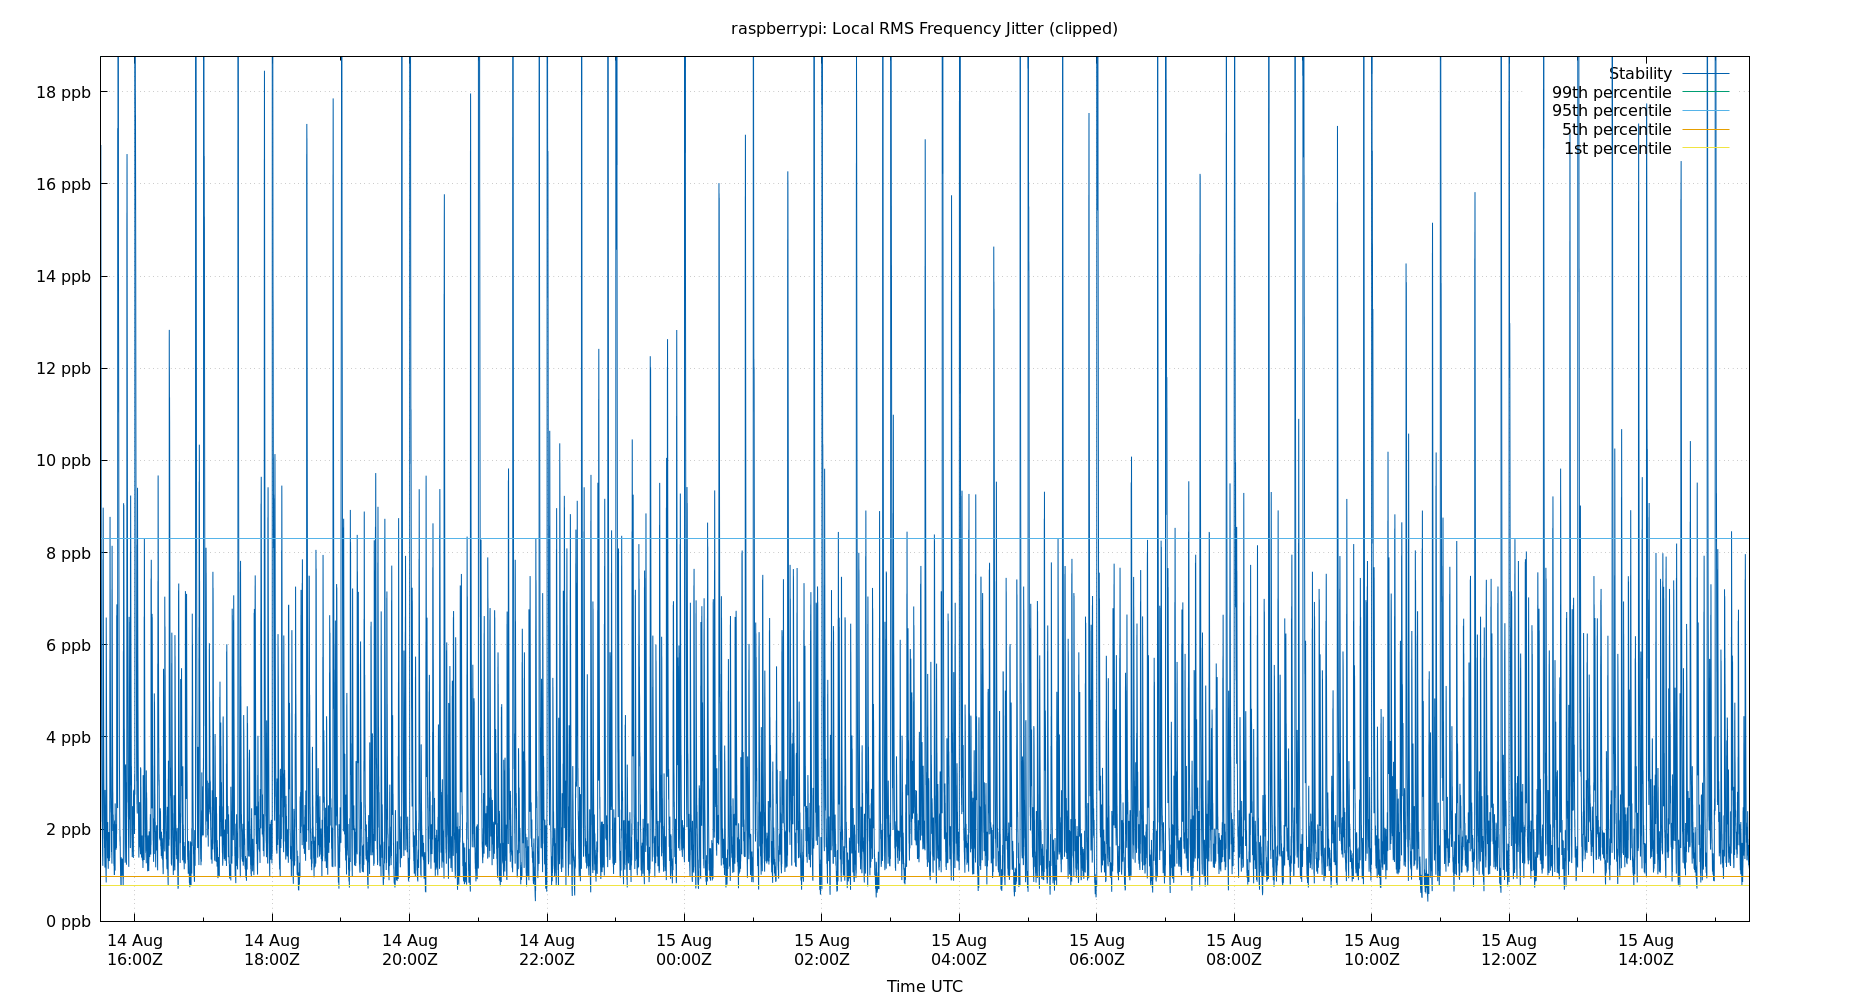 raspberrypi: Local RMS Frequency Jitter (clipped)
Stability
99th percentile
95th percentile
5th percentile
1st percentile
18 ppb
16 ppb
14 ppb
12 ppb
10 ppb
8 ppb
6 ppb
4 ppb
2 ppb
0 ppb
14 Aug 14 Aug 14 Aug 14 Aug 15 Aug 15 Aug 15 Aug 15 Aug 15 Aug 15 Aug 15 Aug 15 Aug
16:00Z 18:00Z 20:00Z 22:00Z 00:00Z 02:00Z 04:00Z 06:00Z 08:00Z 10:00Z 12:00Z 14:00Z
Time UTC